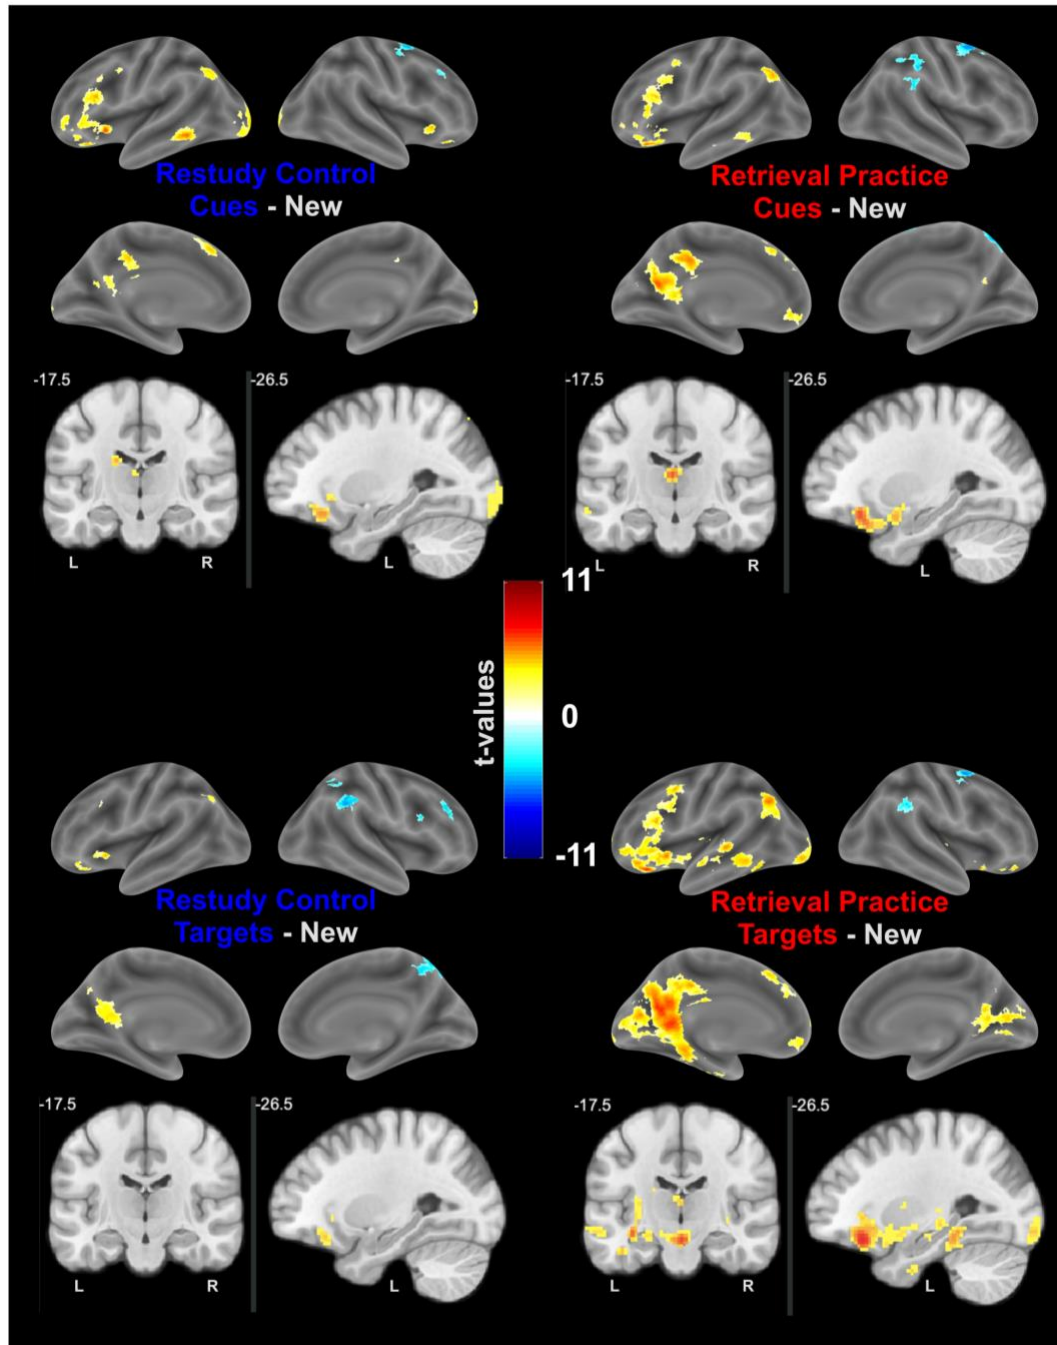 Restudy Control
Cues - New
Retrieval Practice
Cues - New
-17.5
-26.5
-17.5
-26.5
L
R
L
L
R
L
11
t-values
0
-11
Restudy Control
Targets - New
Retrieval Practice
Targets - New
-17.5
-26.5
-17.5
-26.5
L
R
L
L
R
L